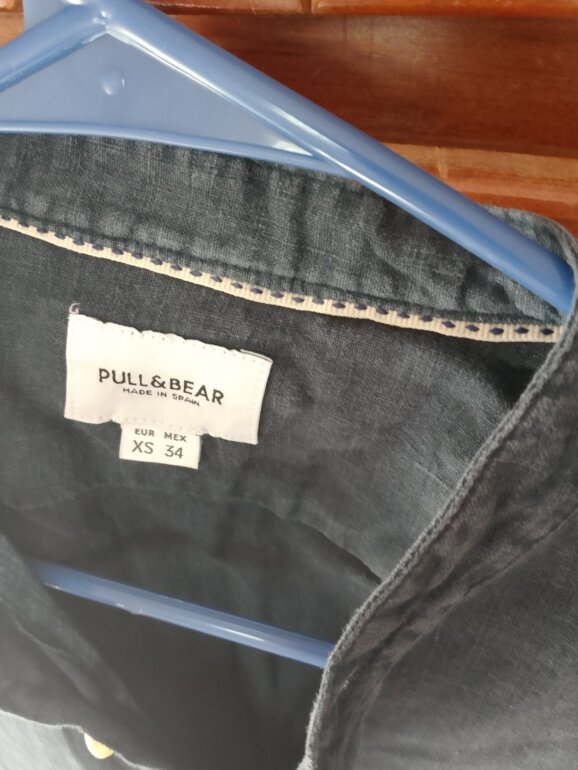 PULL&BEAR
MADE IN SPAIN
EUR MEX
XS 34